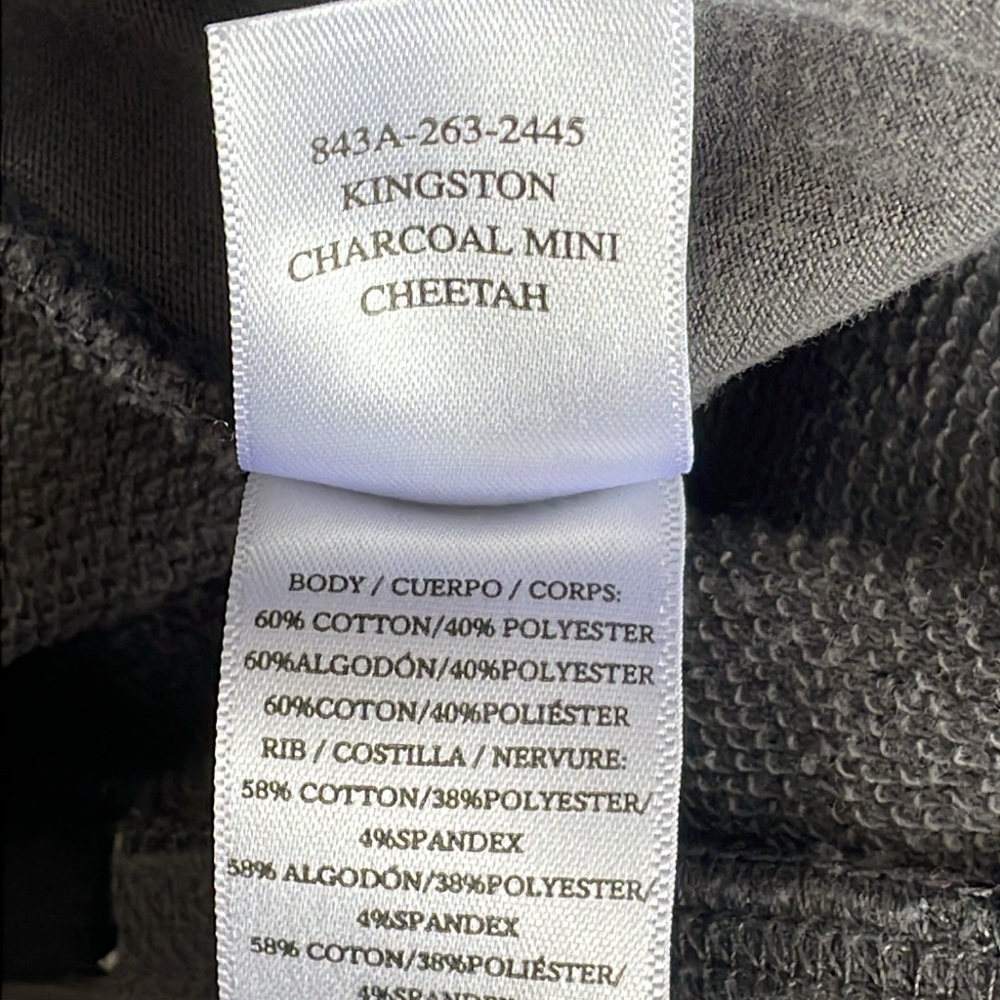 843A-263-2445
KINGSTON
CHARCOAL MINI
CHEETAH
BODY / CUERPO / CORPS:
60% COTTON/40% POLYESTER
60%ALGODÓN/40%POLYESTER
60%COTON/40%POLIÉSTER
RIB / COSTILLA / NERVURE:
58% COTTON/38%POLYESTER/
4%SPANDEX
58% ALGODÓN/38%POLYESTER/
4%SPANDEX
58% COTON/38%POLIÉSTER/
4%SPANDEX